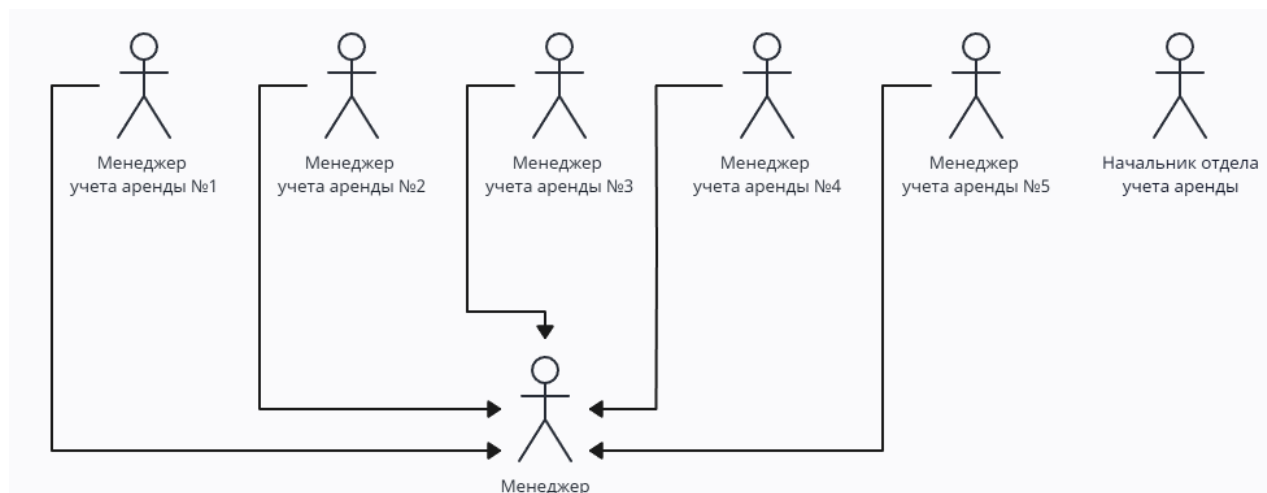 Менеджер
учета аренды №1
Менеджер
учета аренды №2
Менеджер
учета аренды №3
Менеджер
учета аренды №4
Менеджер
учета аренды №5
Начальник отдела
учета аренды
Менеджер